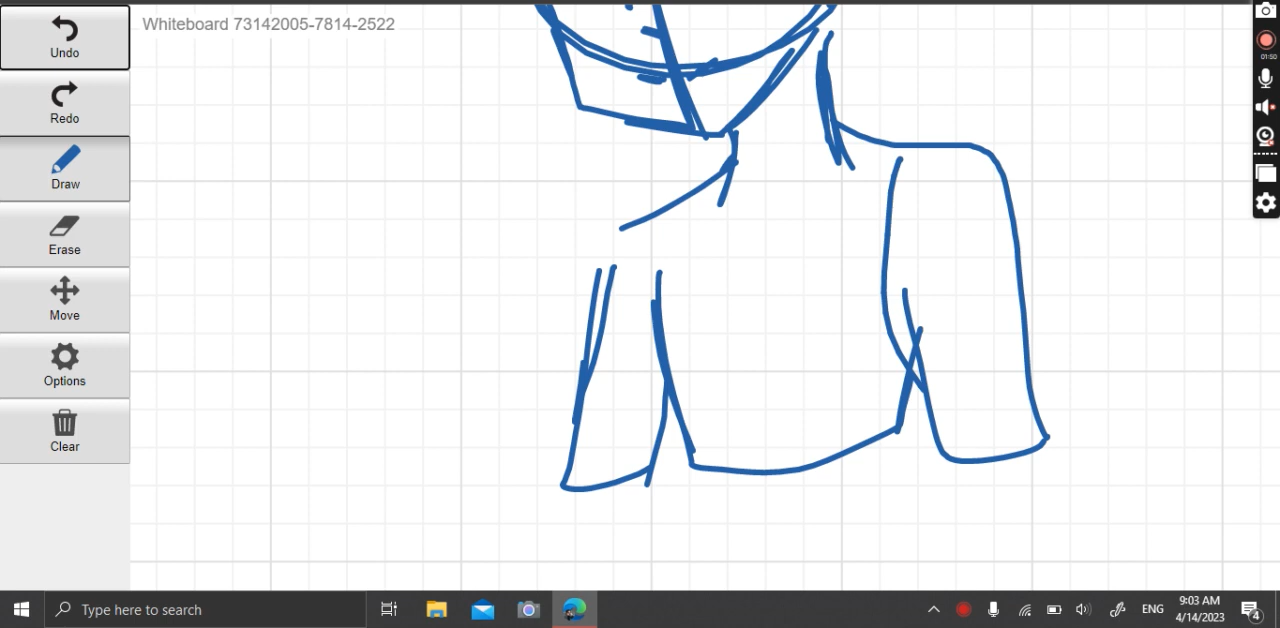 Whiteboard 73142005-7814-2522
Undo
Redo
Draw
Erase
Move
Options
Clear
01:50
Type here to search
ENG
9:03 AM
4/14/2023
4